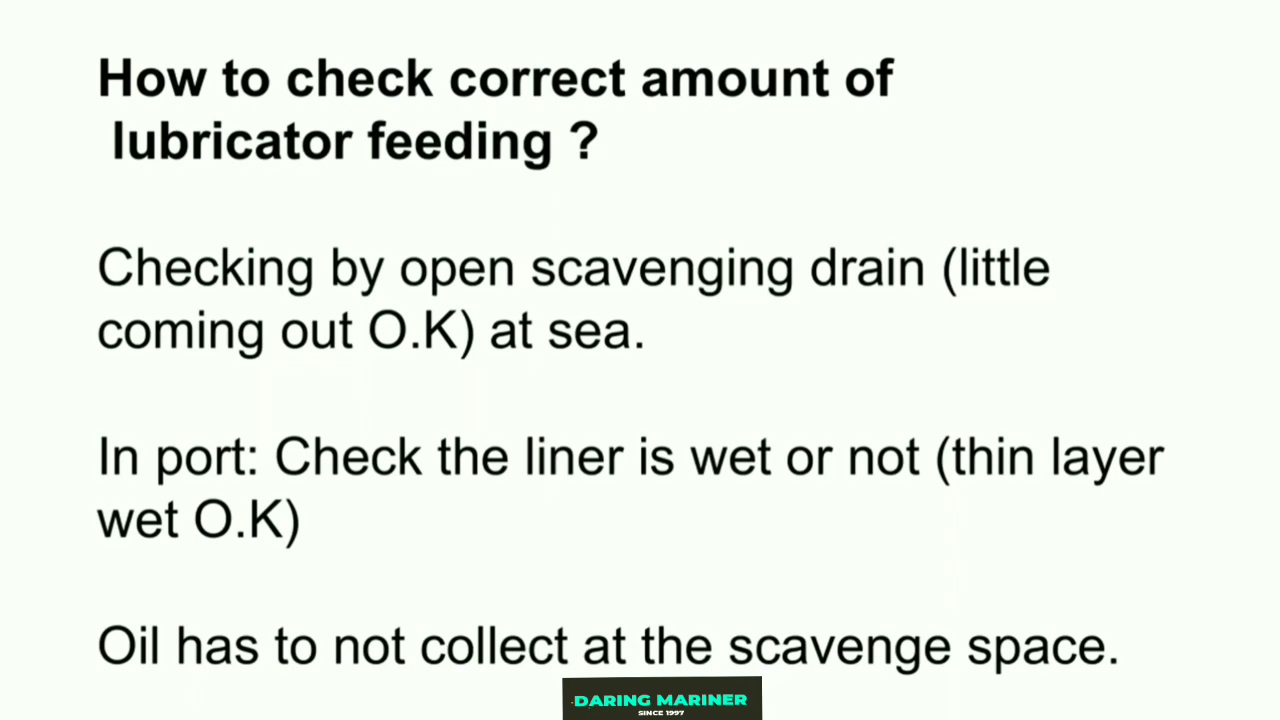 How to check correct amount of
lubricator feeding ?
Checking by open scavenging drain (little
coming out O.K) at sea.
In port: Check the liner is wet or not (thin layer
wet O.K)
Oil has to not collect at the scavenge space.
DARING MARINER
SINCE 1997